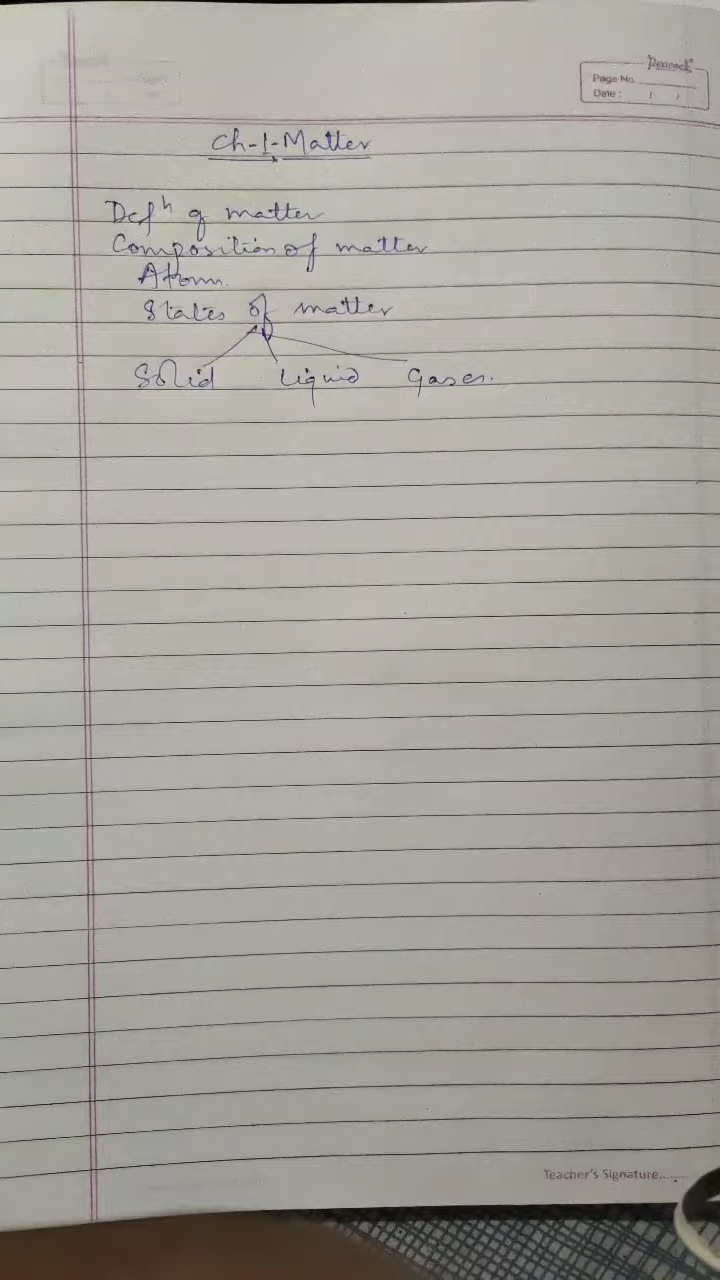 Peacock
Page No.
Date : / /
Ch-1-Matter
Defⁿ of matter
Composition of matter
Atom.
States of matter
Solid Liquid Gases.
Teacher's Signature........